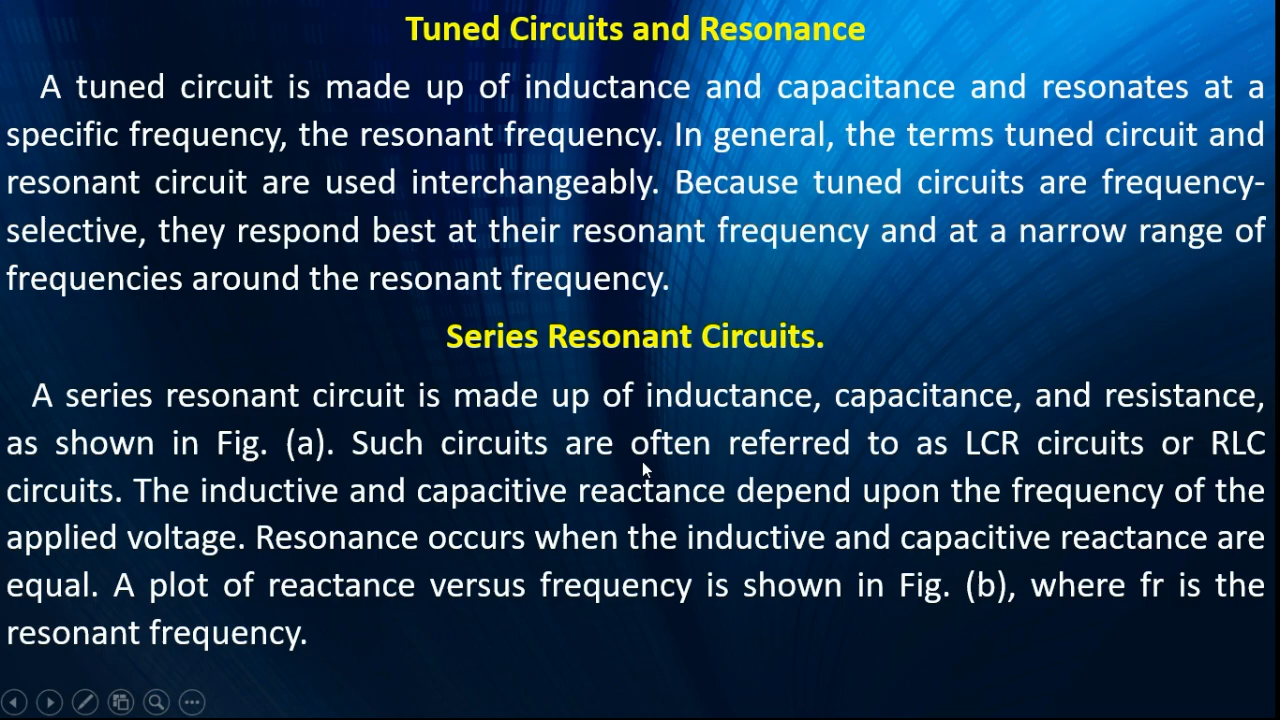 Tuned Circuits and Resonance
A tuned circuit is made up of inductance and capacitance and resonates at a
specific frequency, the resonant frequency. In general, the terms tuned circuit and
resonant circuit are used interchangeably. Because tuned circuits are frequency-
selective, they respond best at their resonant frequency and at a narrow range of
frequencies around the resonant frequency.
Series Resonant Circuits.
A series resonant circuit is made up of inductance, capacitance, and resistance,
as shown in Fig. (a). Such circuits are often referred to as LCR circuits or RLC
circuits. The inductive and capacitive reactance depend upon the frequency of the
applied voltage. Resonance occurs when the inductive and capacitive reactance are
equal. A plot of reactance versus frequency is shown in Fig. (b), where fr is the
resonant frequency.